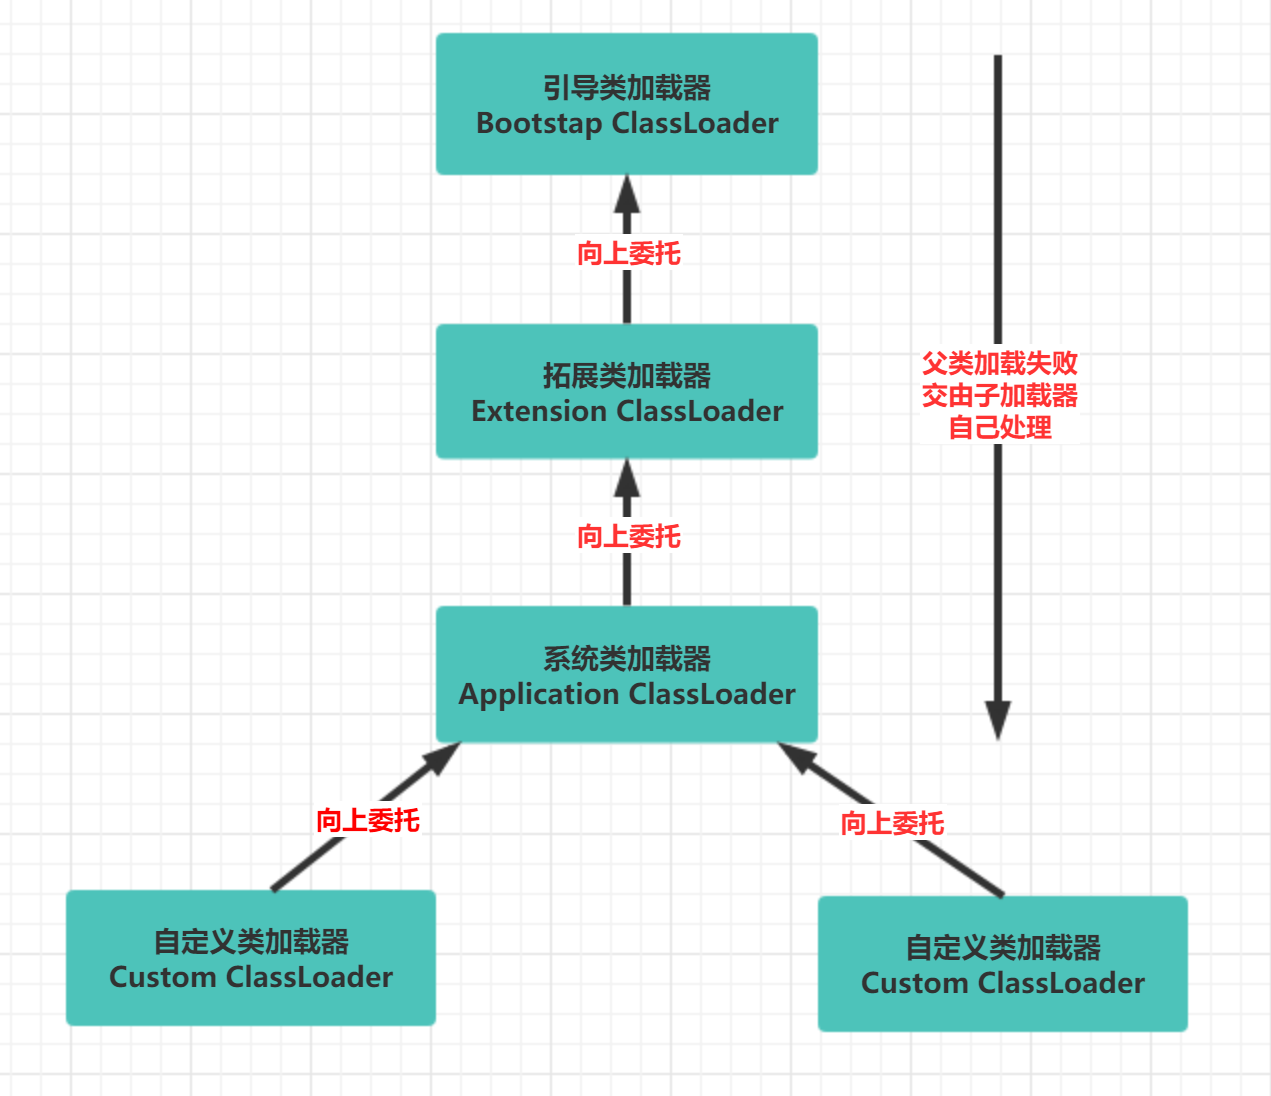 引导类加载器
Bootstap ClassLoader
向上委托
父类加载失败
交由子加载器
自己处理
拓展类加载器
Extension ClassLoader
向上委托
系统类加载器
Application ClassLoader
向上委托
向上委托
自定义类加载器
Custom ClassLoader
自定义类加载器
Custom ClassLoader